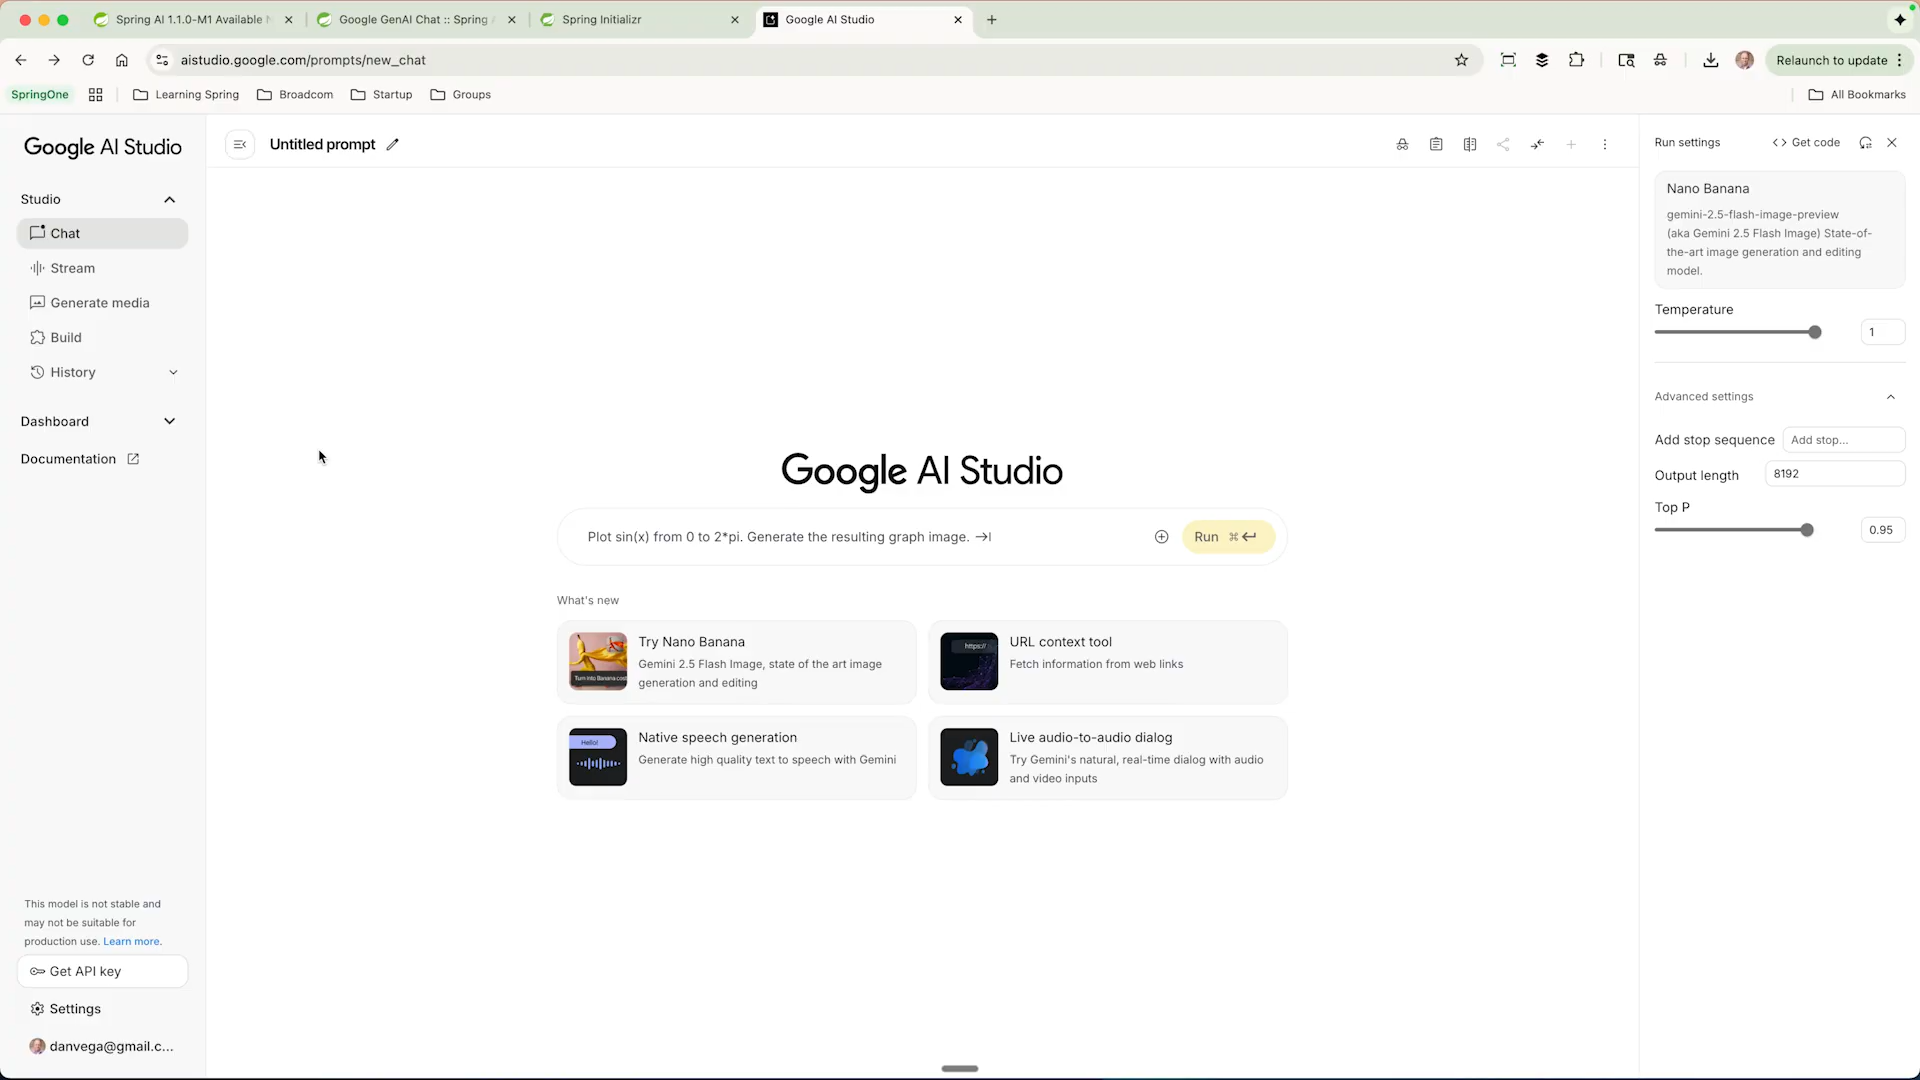 Spring AI 1.1.0-M1 Available
Google GenAI Chat :: Spring
Spring Initializr
Google AI Studio
aistudio.google.com/prompts/new_chat
Relaunch to update
SpringOne
Learning Spring
Broadcom
Startup
Groups
All Bookmarks
Google AI Studio
Studio
Chat
Stream
Generate media
Build
History
Dashboard
Documentation
This model is not stable and
may not be suitable for
production use. Learn more.
Get API key
Settings
danvega@gmail.c...
Untitled prompt
Google AI Studio
Plot sin(x) from 0 to 2*pi. Generate the resulting graph image.
Run ⌘
What's new
Try Nano Banana
Gemini 2.5 Flash Image, state of the art image
generation and editing
Turn into Banana cos
URL context tool
Fetch information from web links
https://
Native speech generation
Generate high quality text to speech with Gemini
Hello!
Live audio-to-audio dialog
Try Gemini's natural, real-time dialog with audio
and video inputs
Run settings
<> Get code
Nano Banana
gemini-2.5-flash-image-preview
(aka Gemini 2.5 Flash Image) State-of-
the-art image generation and editing
model.
Temperature
1
Advanced settings
Add stop sequence
Add stop...
Output length
8192
Top P
0.95